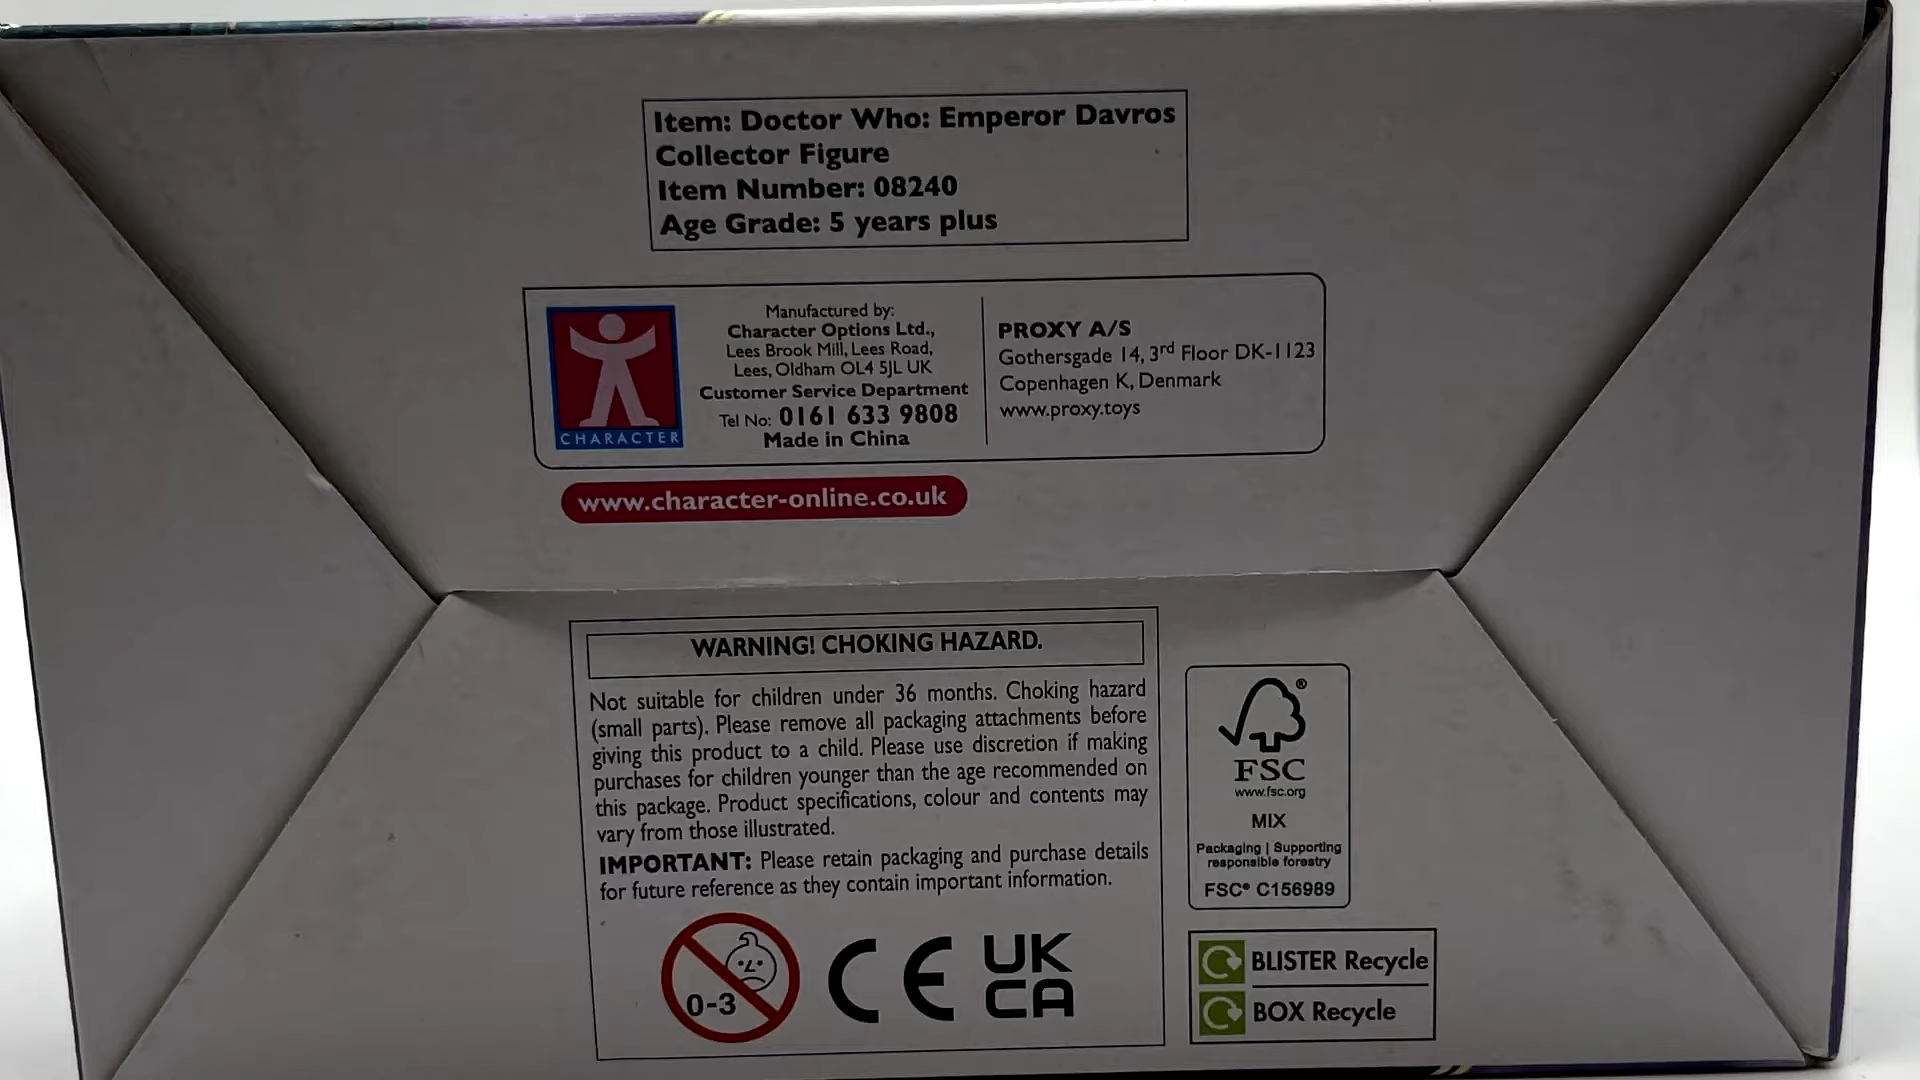 Item: Doctor Who: Emperor Davros
Collector Figure
Item Number: 08240
Age Grade: 5 years plus
CHARACTER
Manufactured by:
Character Options Ltd.,
Lees Brook Mill, Lees Road,
Lees, Oldham OL4 5JL UK
Customer Service Department
Tel No: 0161 633 9808
Made in China
PROXY A/S
Gothersgade 14, 3rd Floor DK-1123
Copenhagen K, Denmark
www.proxy.toys
www.character-online.co.uk
WARNING! CHOKING HAZARD.
Not suitable for children under 36 months. Choking hazard
(small parts). Please remove all packaging attachments before
giving this product to a child. Please use discretion if making
purchases for children younger than the age recommended on
this package. Product specifications, colour and contents may
vary from those illustrated.
IMPORTANT: Please retain packaging and purchase details
for future reference as they contain important information.
0-3
CE
UK
CA
®
FSC
www.fsc.org
MIX
Packaging | Supporting
responsible forestry
FSC® C156989
BLISTER Recycle
BOX Recycle